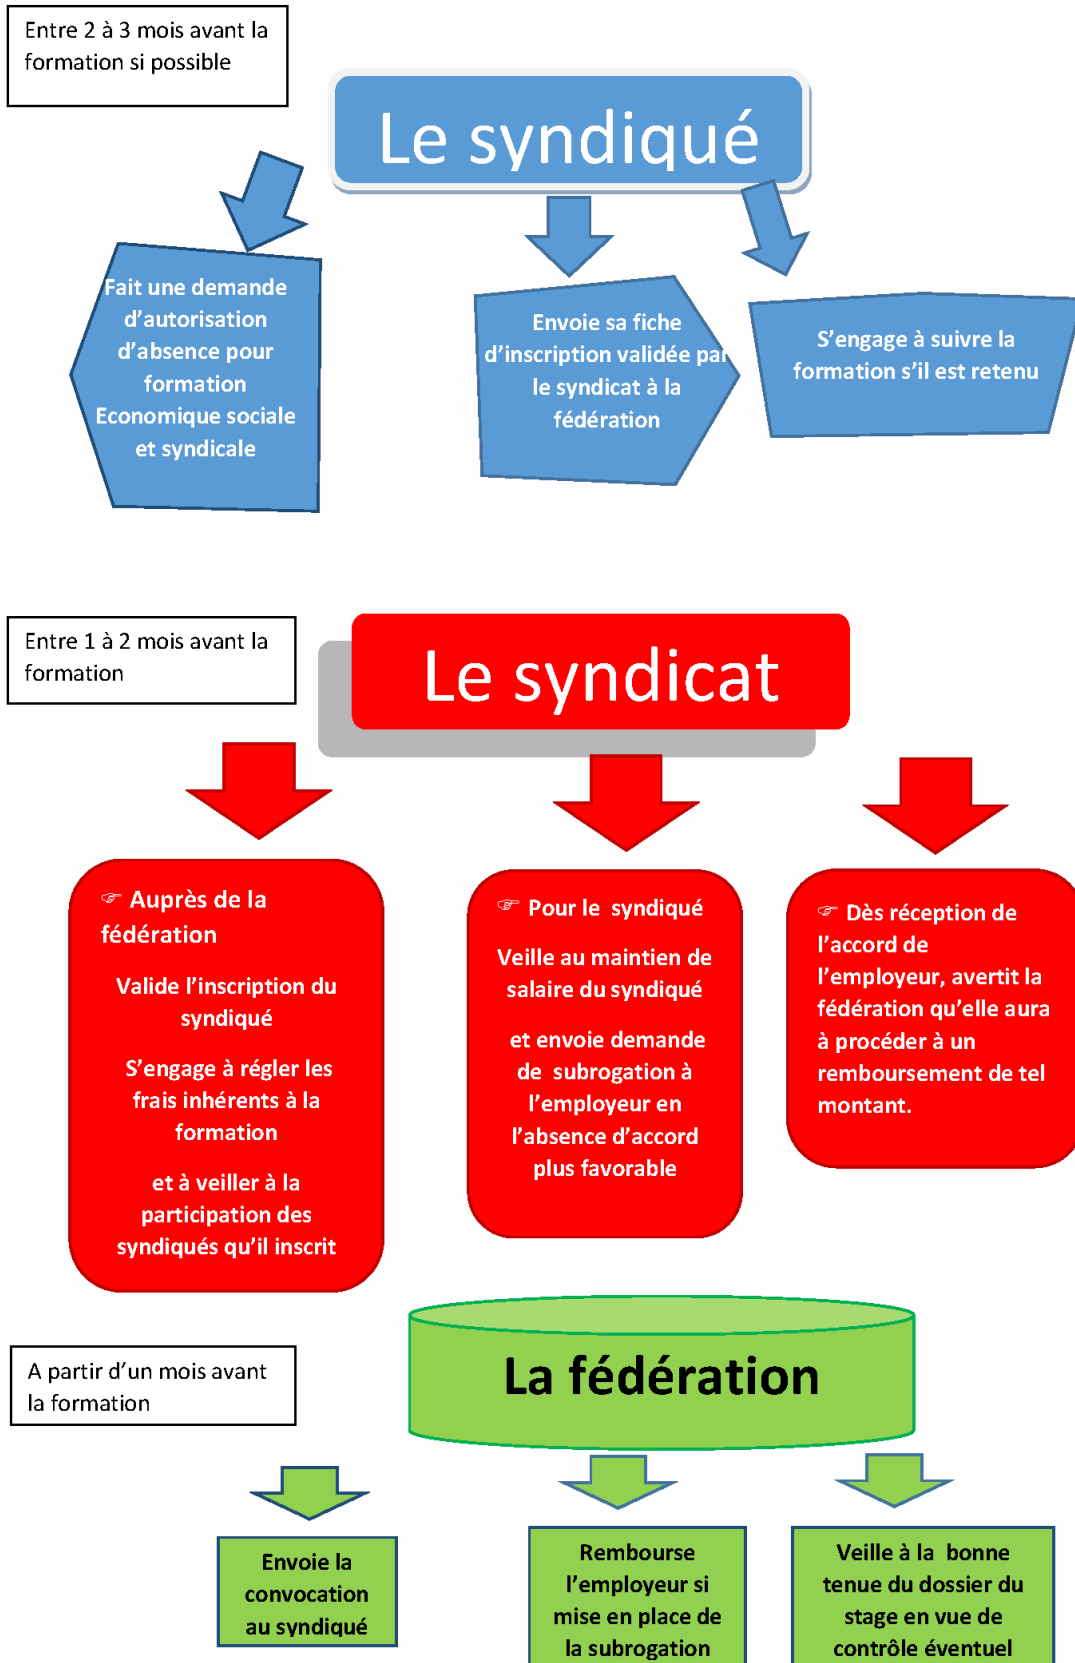 Entre 2 à 3 mois avant la
formation si possible
Le syndiqué
Fait une demande
d’autorisation
d’absence pour
formation
Economique sociale
et syndicale
Envoie sa fiche
d’inscription validée par
le syndicat à la
fédération
S’engage à suivre la
formation s’il est retenu
Entre 1 à 2 mois avant la
formation
Le syndicat
☞ Auprès de la
fédération
Valide l’inscription du
syndiqué
S’engage à régler les
frais inhérents à la
formation
et à veiller à la
participation des
syndiqués qu’il inscrit
☞ Pour le  syndiqué
Veille au maintien de
salaire du syndiqué
et envoie demande
de  subrogation à
l’employeur en
l’absence d’accord
plus favorable
☞ Dès réception de
l’accord de
l’employeur, avertit la
fédération qu’elle aura
à procéder à un
remboursement de tel
montant.
A partir d’un mois avant
la formation
La fédération
Envoie la
convocation
au syndiqué
Rembourse
l’employeur si
mise en place de
la subrogation
Veille à la  bonne
tenue du dossier du
stage en vue de
contrôle éventuel